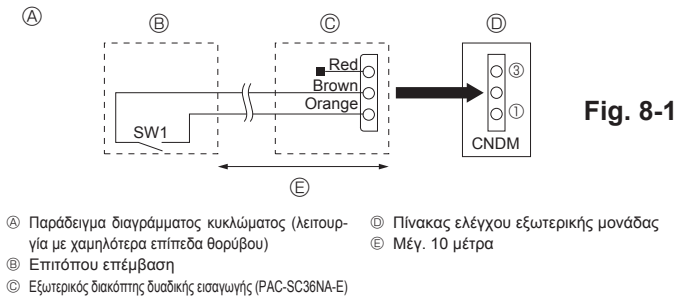 Ⓐ
Ⓑ
Ⓒ
Ⓓ
Red
Brown
Orange
SW1
③
①
CNDM
Ⓔ
Fig. 8-1
Ⓐ Παράδειγμα διαγράμματος κυκλώματος (λειτουρ-
γία με χαμηλότερα επίπεδα θορύβου)
Ⓑ Επιτόπου επέμβαση
Ⓒ Εξωτερικός διακόπτης δυαδικής εισαγωγής (PAC-SC36NA-E)
Ⓓ Πίνακας ελέγχου εξωτερικής μονάδας
Ⓔ Μέγ. 10 μέτρα